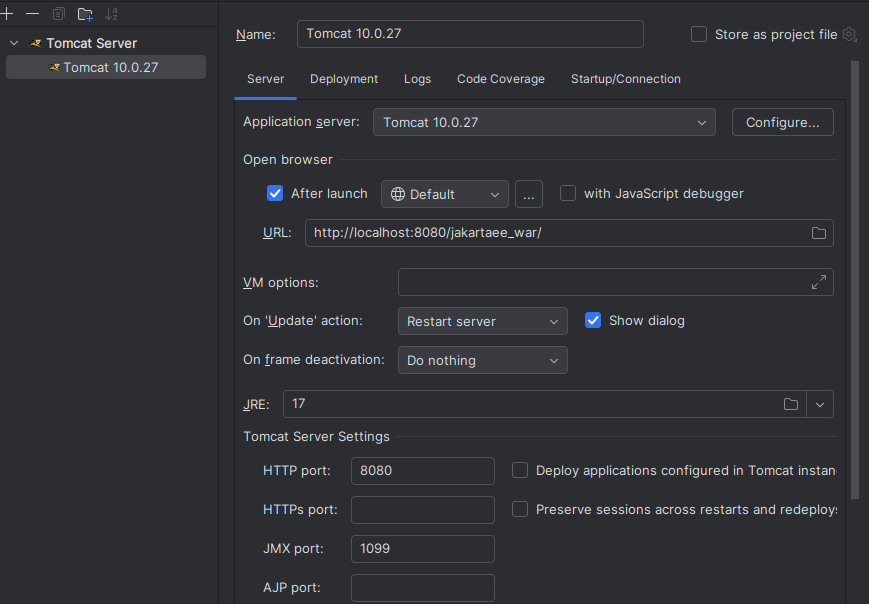 Tomcat Server
Tomcat 10.0.27
Name: Tomcat 10.0.27 Store as project file
Server Deployment Logs Code Coverage Startup/Connection
Application server: Tomcat 10.0.27 Configure...
Open browser
After launch Default ... with JavaScript debugger
URL: http://localhost:8080/jakartaee_war/
VM options:
On 'Update' action: Restart server Show dialog
On frame deactivation: Do nothing
JRE: 17
Tomcat Server Settings
HTTP port: 8080 Deploy applications configured in Tomcat instan
HTTPs port: Preserve sessions across restarts and redeploys
JMX port: 1099
AJP port: